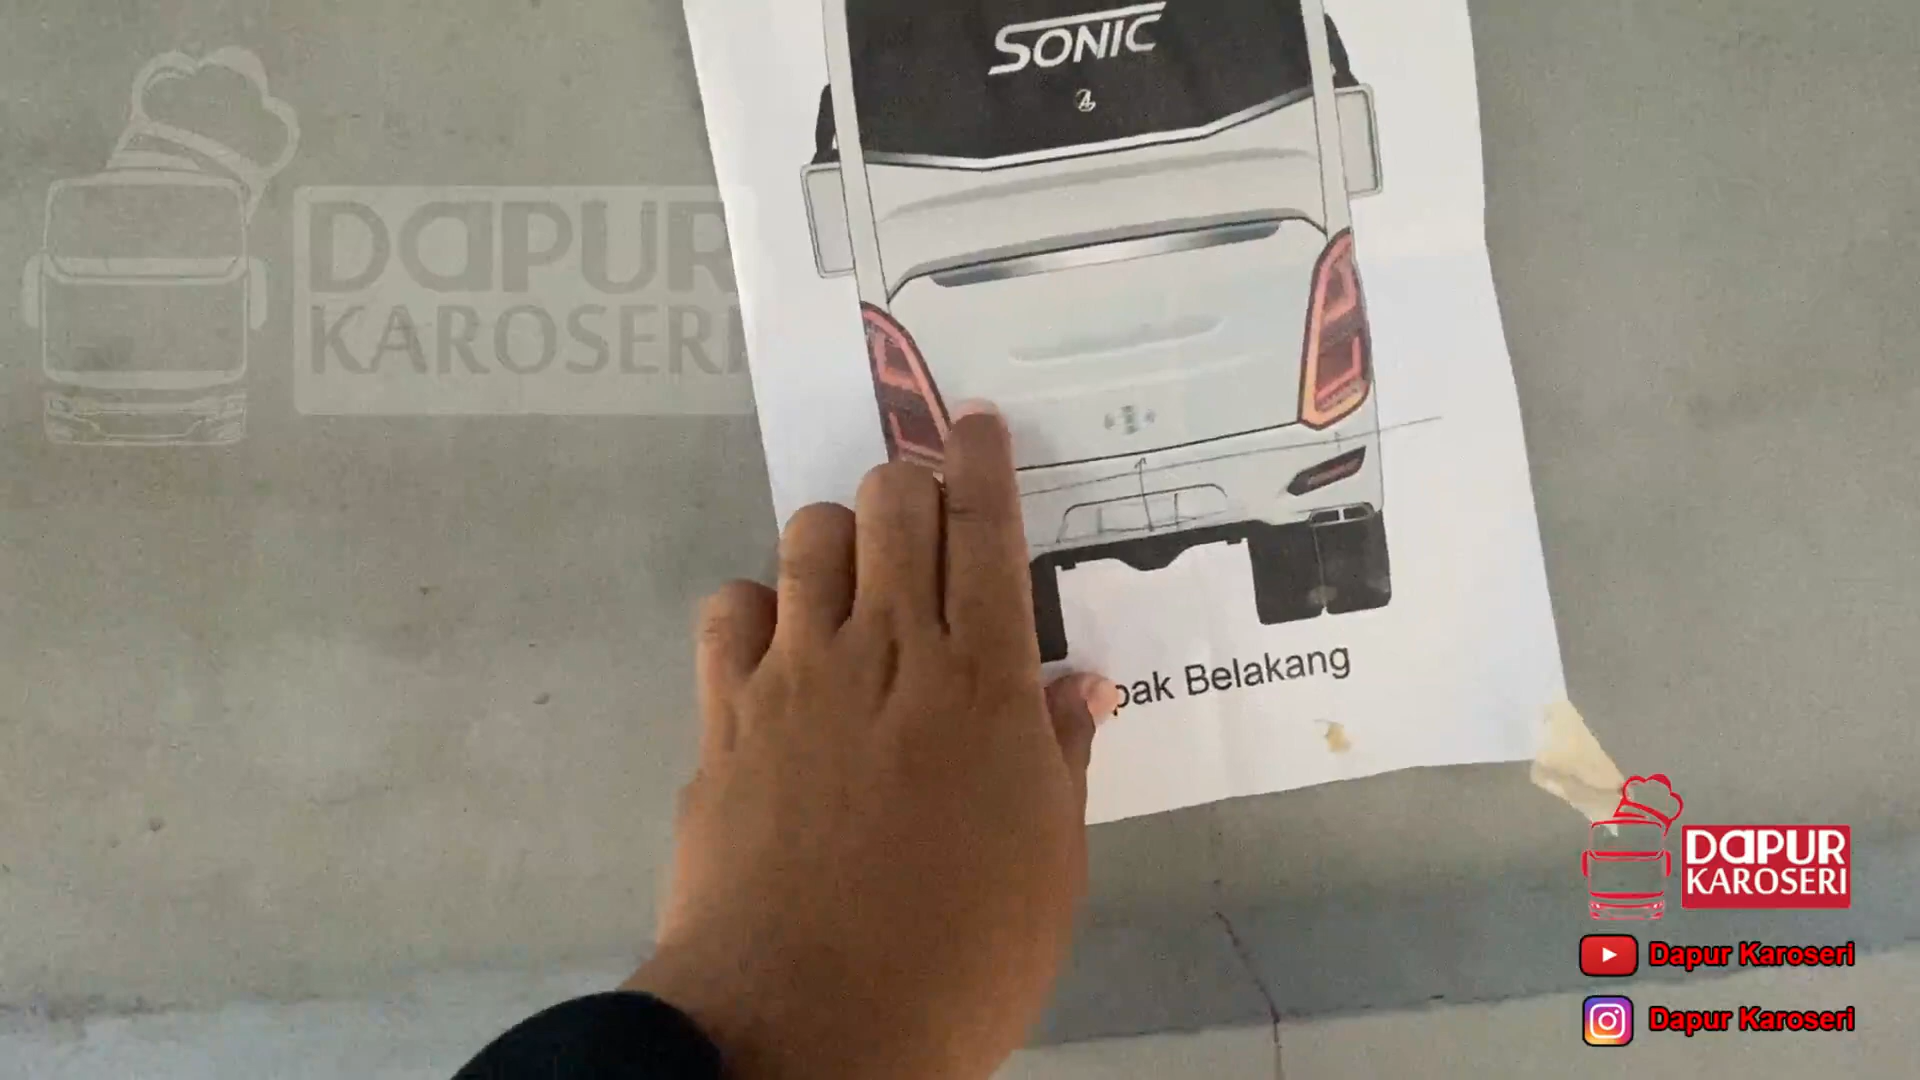 SONIC
DAPUR
KAROSERI
pak Belakang
DAPUR
KAROSERI
Dapur Karoseri
Dapur Karoseri